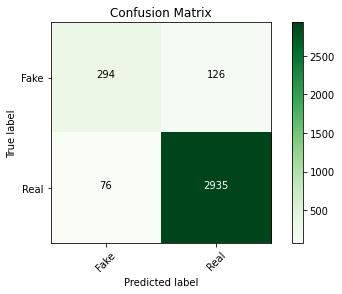 Confusion Matrix
Fake
294
126
Real
76
2935
True label
Fake
Real
Predicted label
2500
2000
1500
1000
500